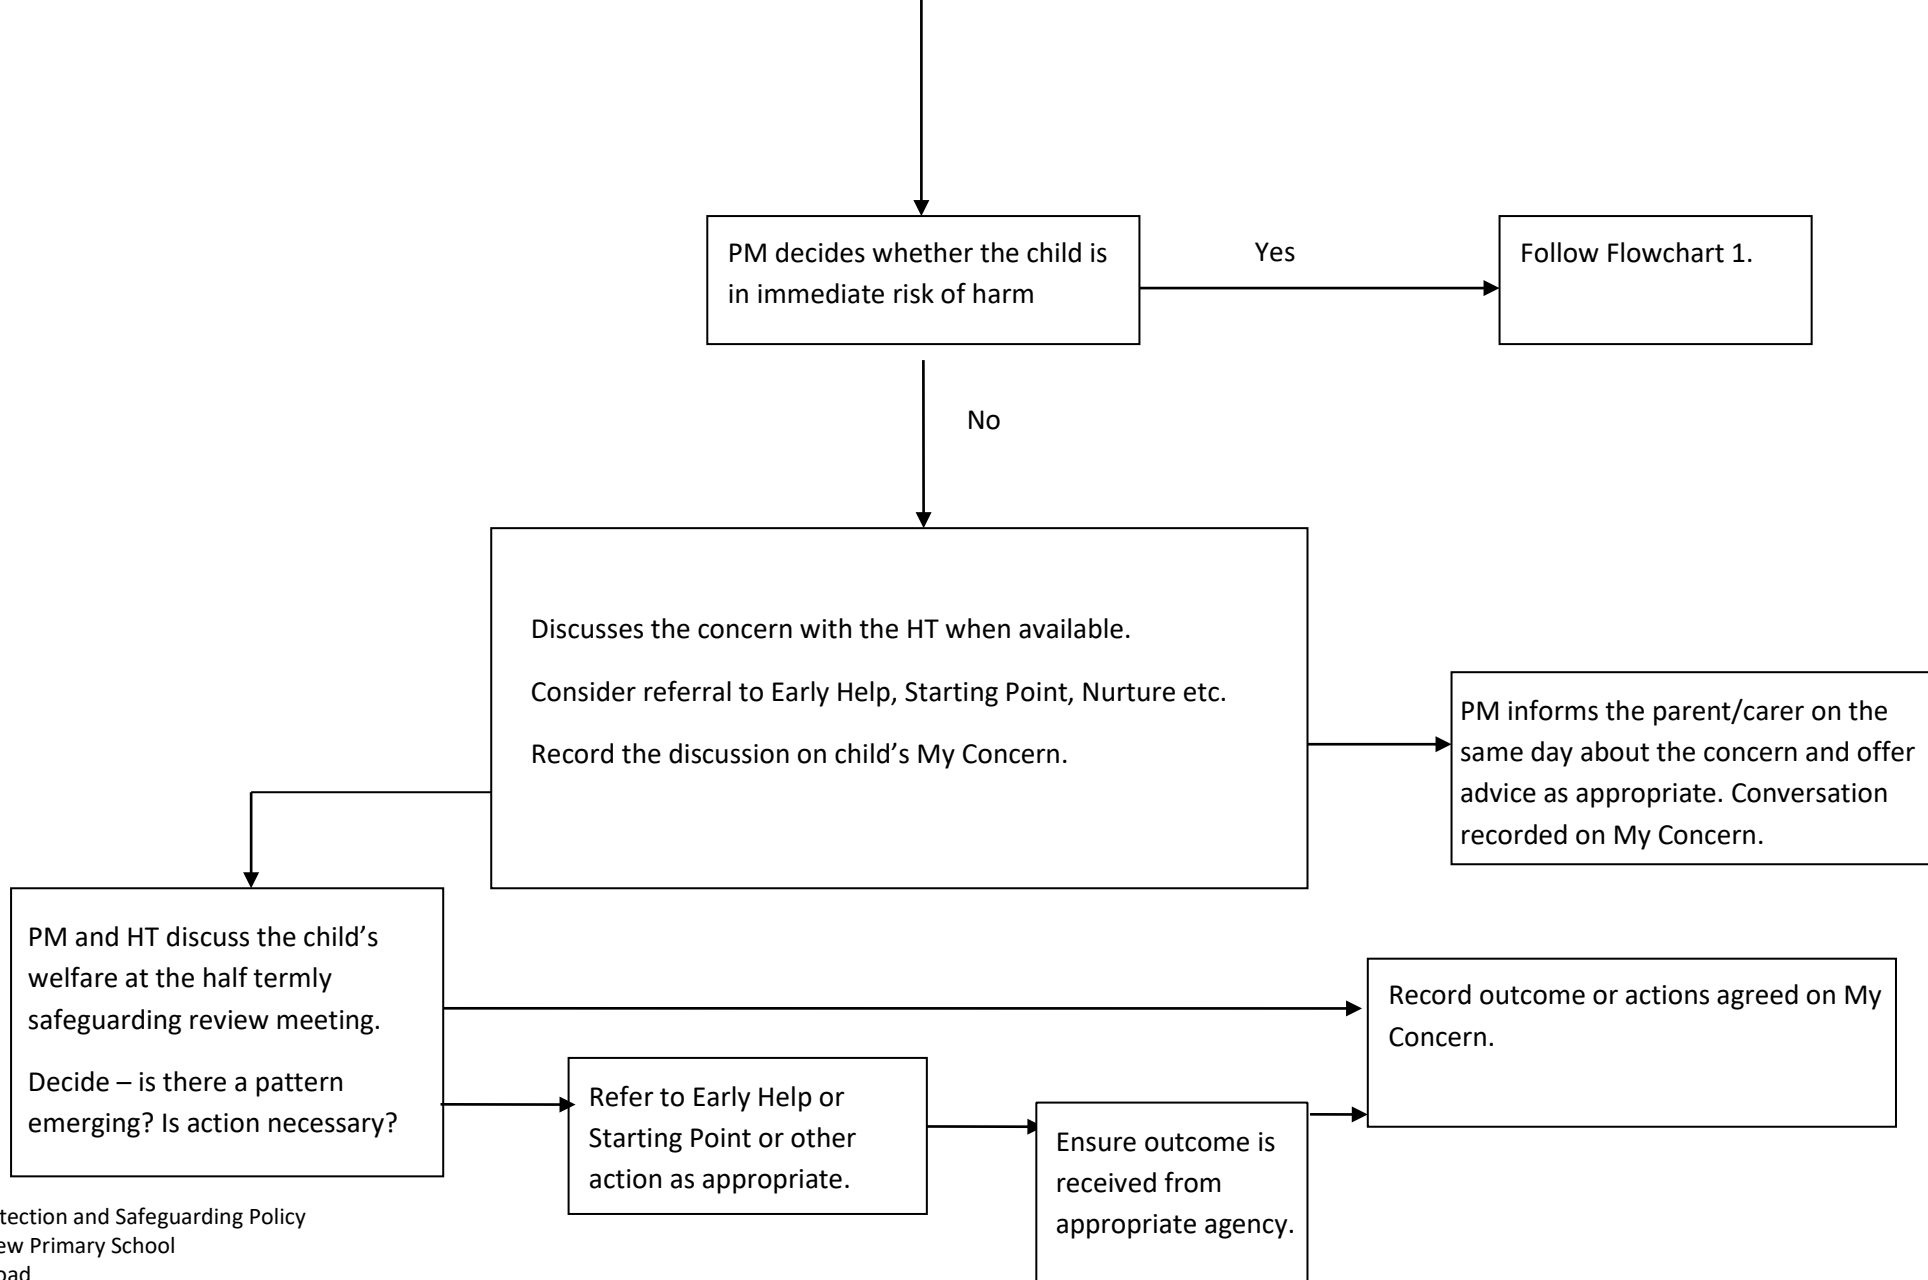 PM decides whether the child is
in immediate risk of harm
Yes
Follow Flowchart 1.
No
Discusses the concern with the HT when available.
Consider referral to Early Help, Starting Point, Nurture etc.
Record the discussion on child’s My Concern.
PM informs the parent/carer on the
same day about the concern and offer
advice as appropriate. Conversation
recorded on My Concern.
PM and HT discuss the child’s
welfare at the half termly
safeguarding review meeting.
Decide – is there a pattern
emerging? Is action necessary?
Record outcome or actions agreed on My
Concern.
Refer to Early Help or
Starting Point or other
action as appropriate.
Ensure outcome is
received from
appropriate agency.
and Safeguarding Policy
Primary School